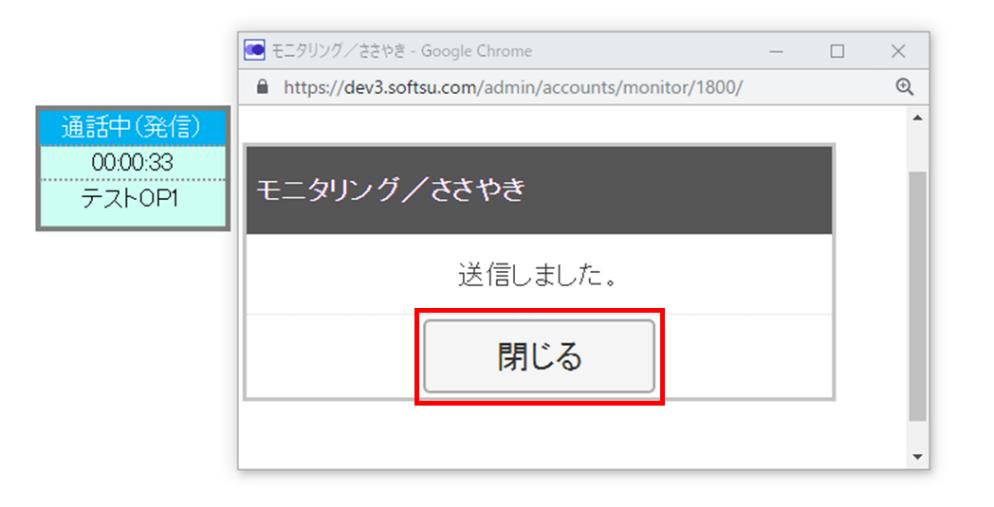 モニタリング／ささやき - Google Chrome
https://dev3.softsu.com/admin/accounts/monitor/1800/
通話中(発信)
00:00:33
テストOP1
モニタリング／ささやき
送信しました。
閉じる